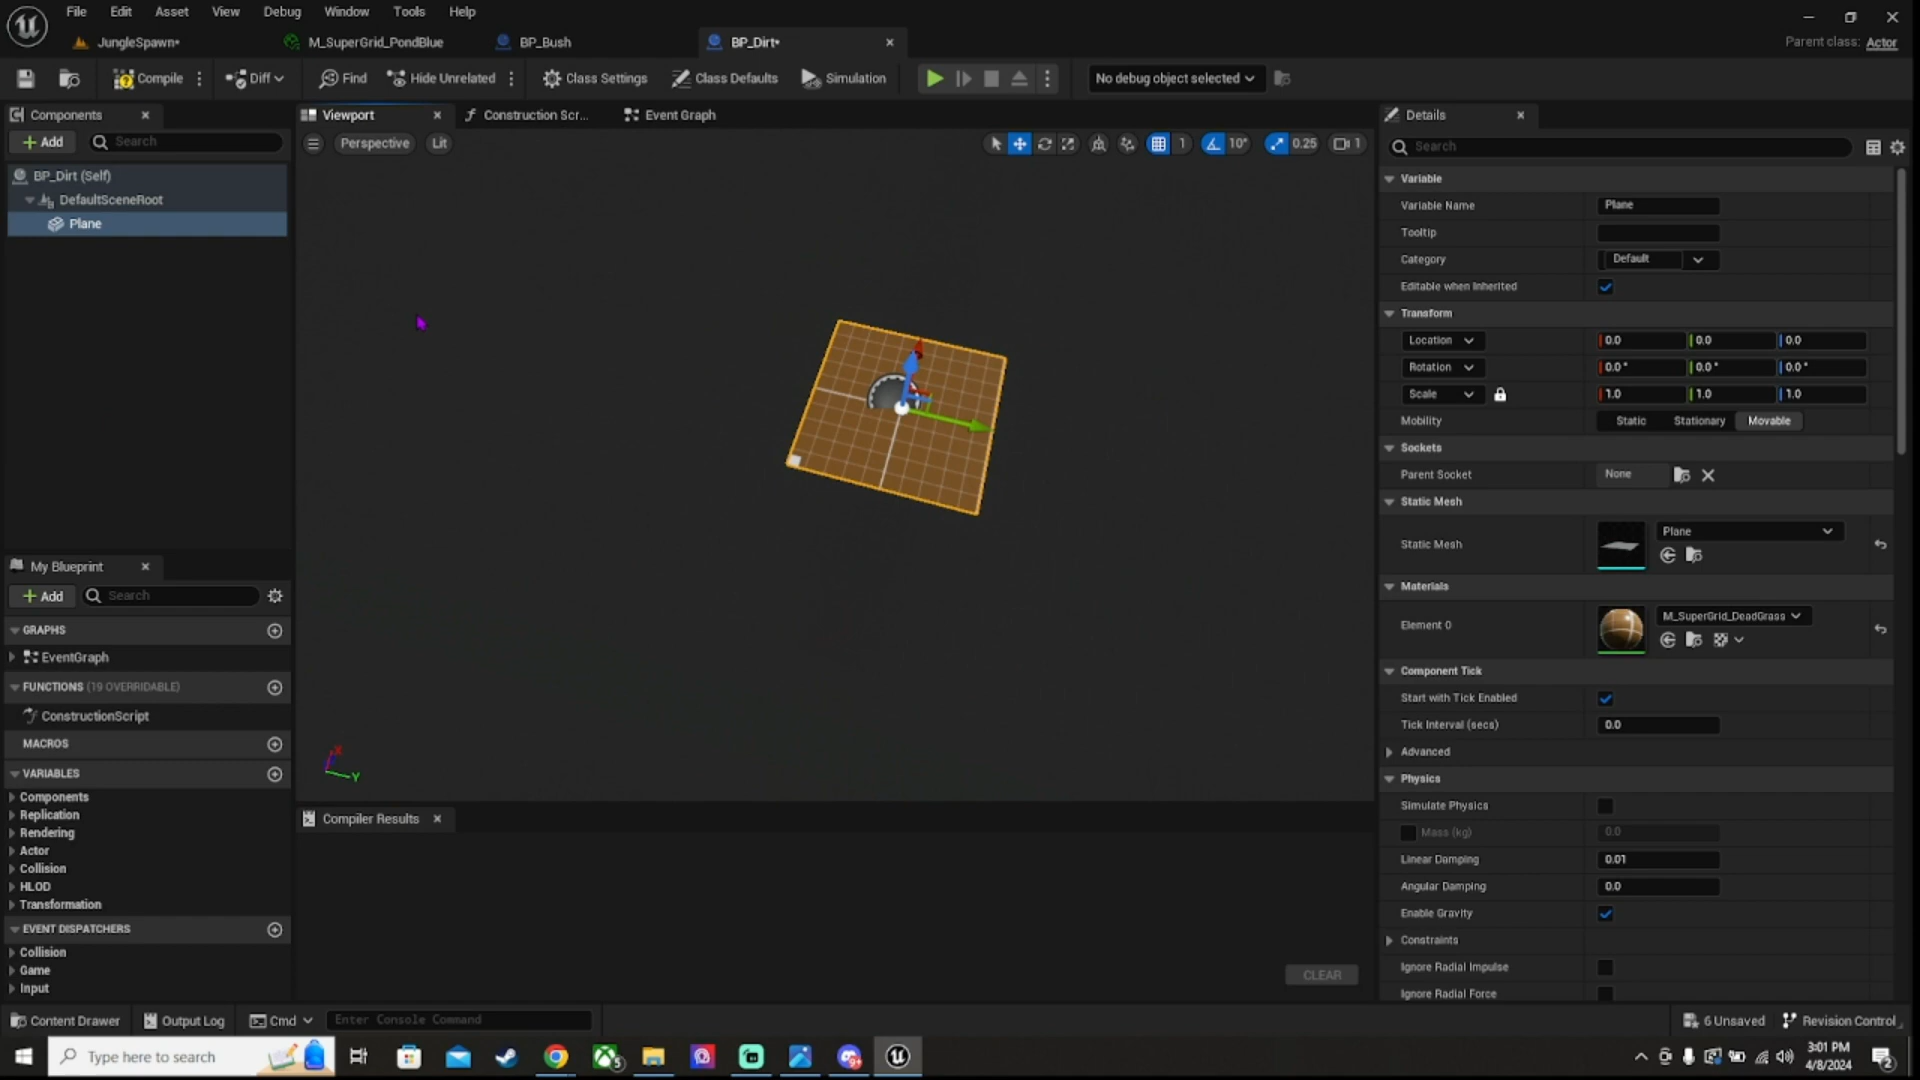 File Edit Asset View Debug Window Tools Help
JungleSpawn* M_SuperGrid_PondBlue BP_Bush BP_Dirt*
Parent class: Actor
Compile Diff Find Hide Unrelated Class Settings Class Defaults Simulation No debug object selected
Components
Add Search
BP_Dirt (Self)
DefaultSceneRoot
Plane
My Blueprint
Add Search
GRAPHS
EventGraph
FUNCTIONS (19 OVERRIDABLE)
ConstructionScript
MACROS
VARIABLES
Components
Replication
Rendering
Actor
Collision
HLOD
Transformation
EVENT DISPATCHERS
Collision
Game
Input
Viewport Construction Scr... Event Graph
Perspective Lit 1 10° 0.25 1
X
Y
Compiler Results
CLEAR
Details
Search
Variable
Variable Name Plane
Tooltip
Category Default
Editable when Inherited
Transform
Location 0.0 0.0 0.0
Rotation 0.0° 0.0° 0.0°
Scale 1.0 1.0 1.0
Mobility Static Stationary Movable
Sockets
Parent Socket None
Static Mesh
Static Mesh Plane
Materials
Element 0 M_SuperGrid_DeadGrass
Component Tick
Start with Tick Enabled
Tick Interval (secs) 0.0
Advanced
Physics
Simulate Physics
Mass (kg) 0.0
Linear Damping 0.01
Angular Damping 0.0
Enable Gravity
Constraints
Ignore Radial Impulse
Ignore Radial Force
Content Drawer Output Log Cmd Enter Console Command 6 Unsaved Revision Control
Type here to search
3:01 PM
4/8/2024